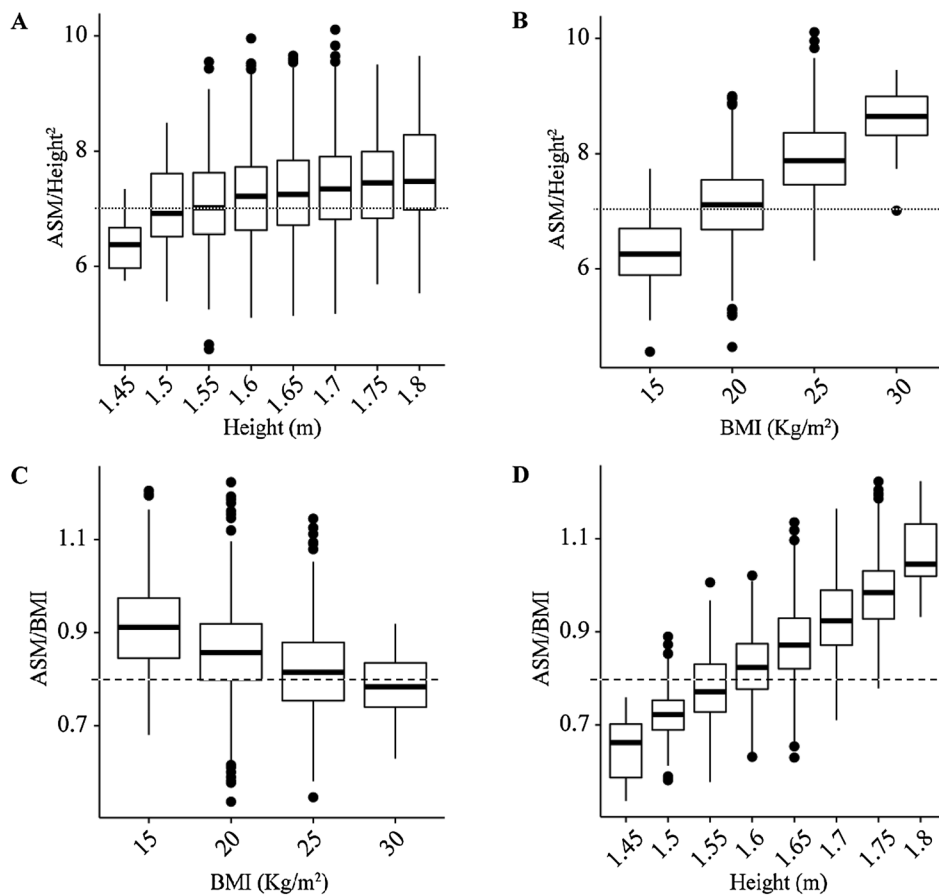 A
ASM/Height²
10
8
6
1.45 1.5 1.55 1.6 1.65 1.7 1.75 1.8
Height (m)
B
ASM/Height²
10
8
6
15 20 25 30
BMI (Kg/m²)
C
ASM/BMI
1.1
0.9
0.7
15 20 25 30
BMI (Kg/m²)
D
ASM/BMI
1.1
0.9
0.7
1.45 1.5 1.55 1.6 1.65 1.7 1.75 1.8
Height (m)